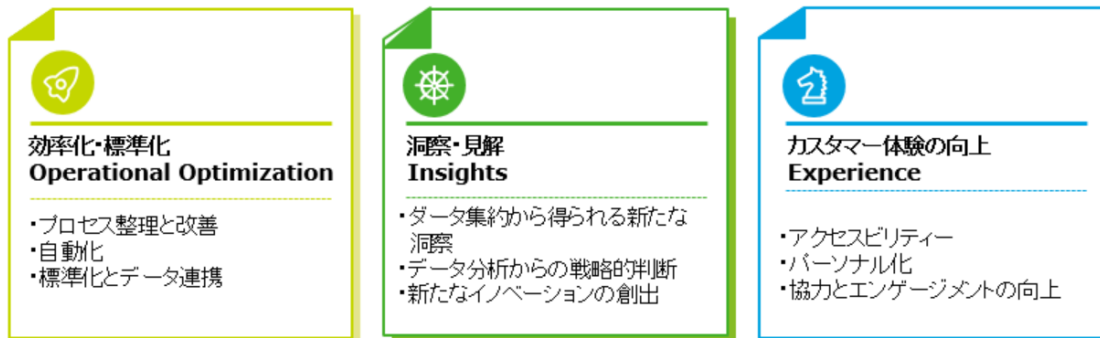 効率化・標準化
Operational Optimization
・プロセス整理と改善
・自動化
・標準化とデータ連携
洞察・見解
Insights
・ダータ集約から得られる新たな
洞察
・データ分析からの戦略的判断
・新たなイノベーションの創出
カスタマー体験の向上
Experience
・アクセスビリティー
・パーソナル化
・協力とエンゲージメントの向上